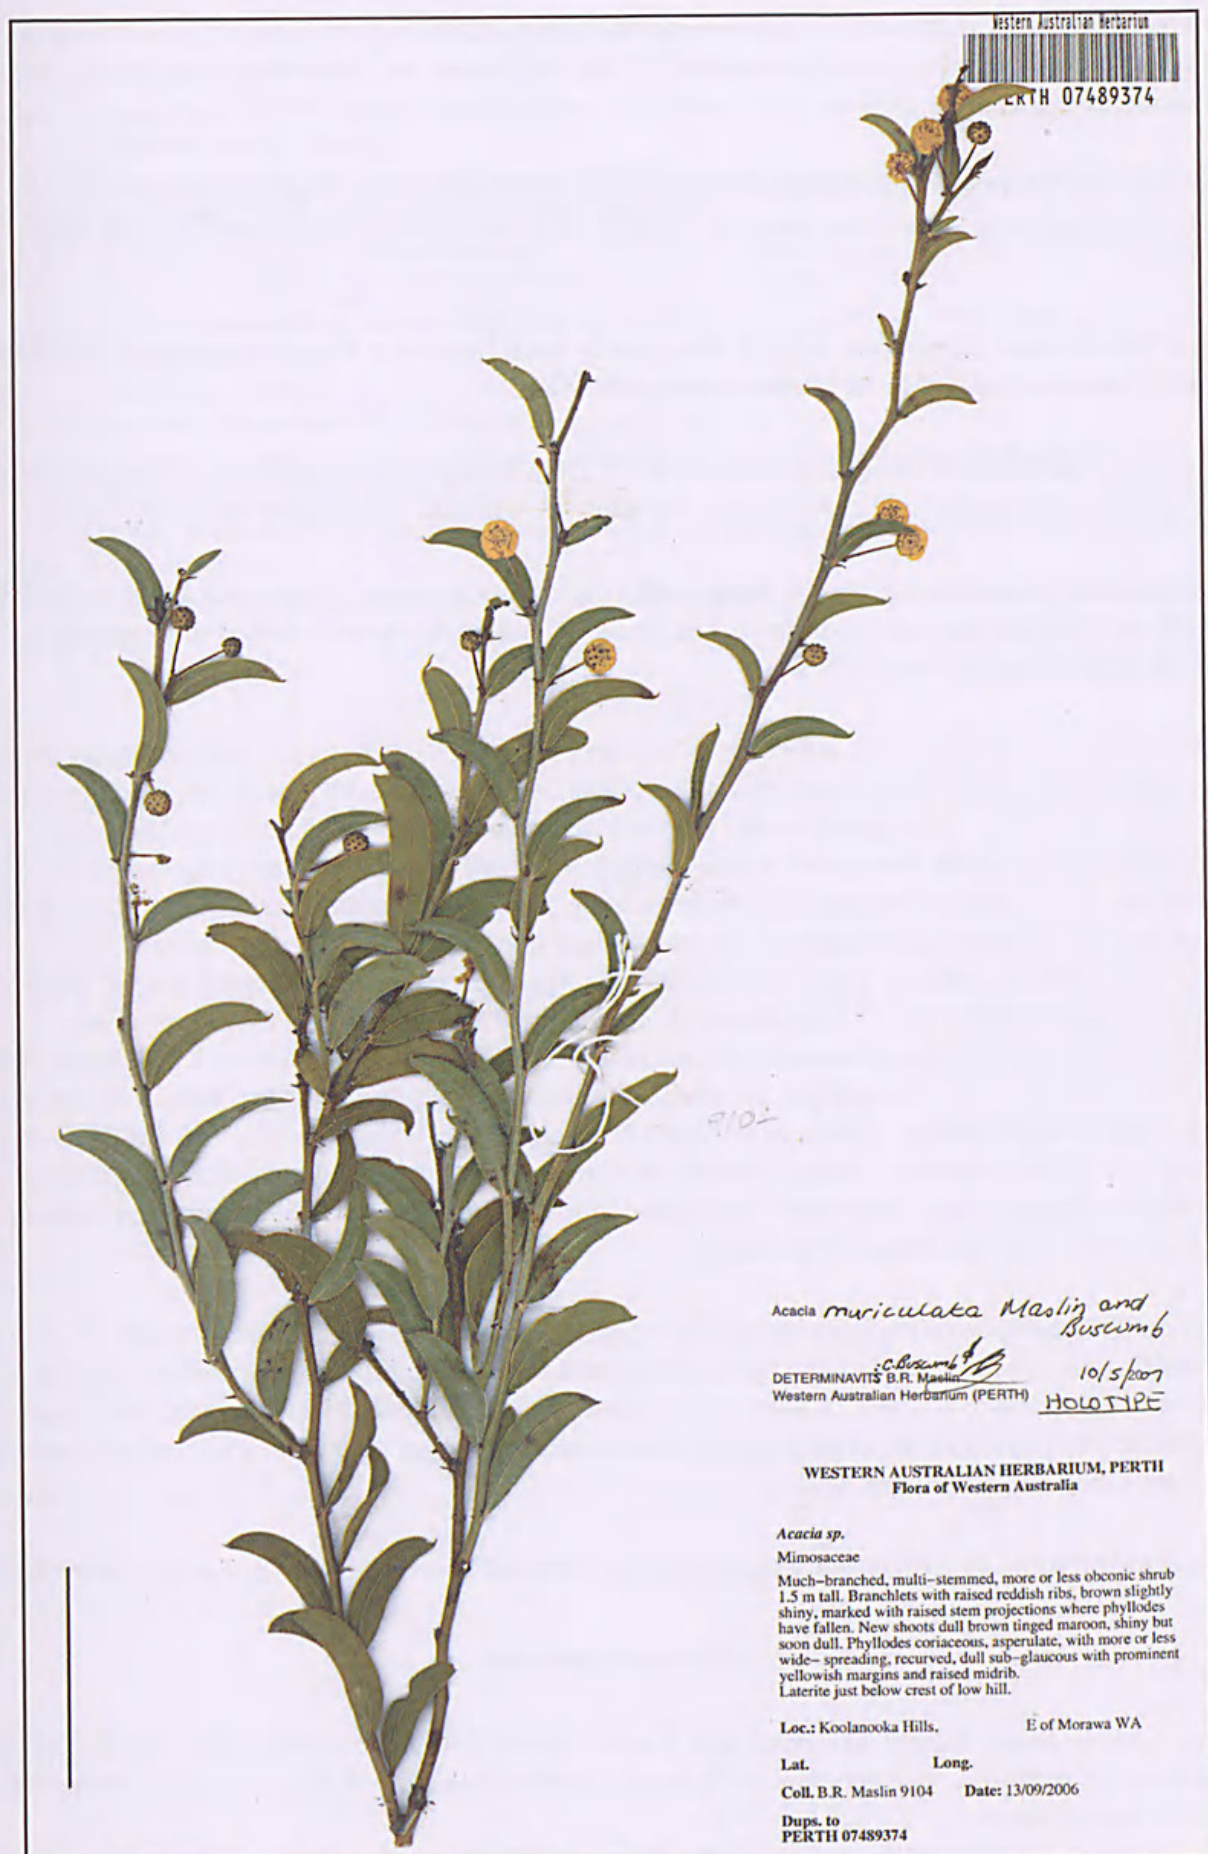 Western Australian Herbarium
PERTH 07489374
Acacia muriculata Maslin and
Buscumb
C. Buscumb &
DETERMINAVITS B.R. Maslin 10/5/2007
Western Australian Herbarium (PERTH) HOLOTYPE
WESTERN AUSTRALIAN HERBARIUM, PERTH
Flora of Western Australia
Acacia sp.
Mimosaceae
Much-branched, multi-stemmed, more or less obconic shrub
1.5 m tall. Branchlets with raised reddish ribs, brown slightly
shiny, marked with raised stem projections where phyllodes
have fallen. New shoots dull brown tinged maroon, shiny but
soon dull. Phyllodes coriaceous, asperulate, with more or less
wide- spreading, recurved, dull sub-glaucous with prominent
yellowish margins and raised midrib.
Laterite just below crest of low hill.
Loc.: Koolanooka Hills, E of Morawa WA
Lat. Long.
Coll. B.R. Maslin 9104 Date: 13/09/2006
Dups. to
PERTH 07489374